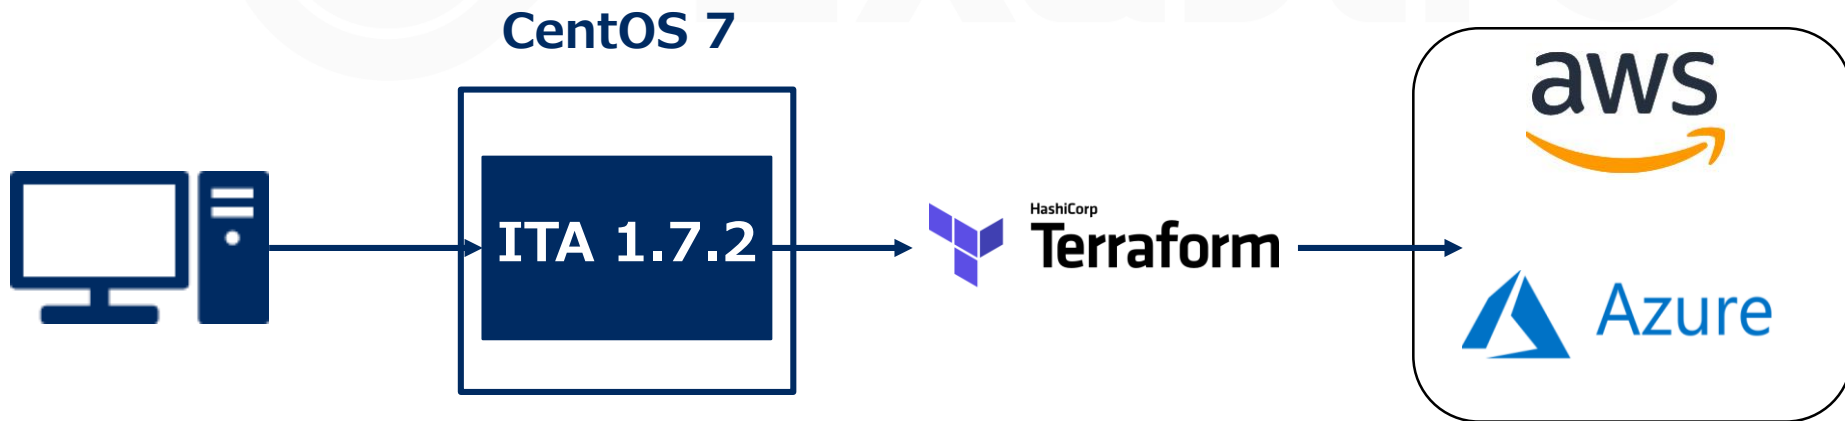 CentOS 7
ITA 1.7.2
HashiCorp
Terraform
aws
Azure